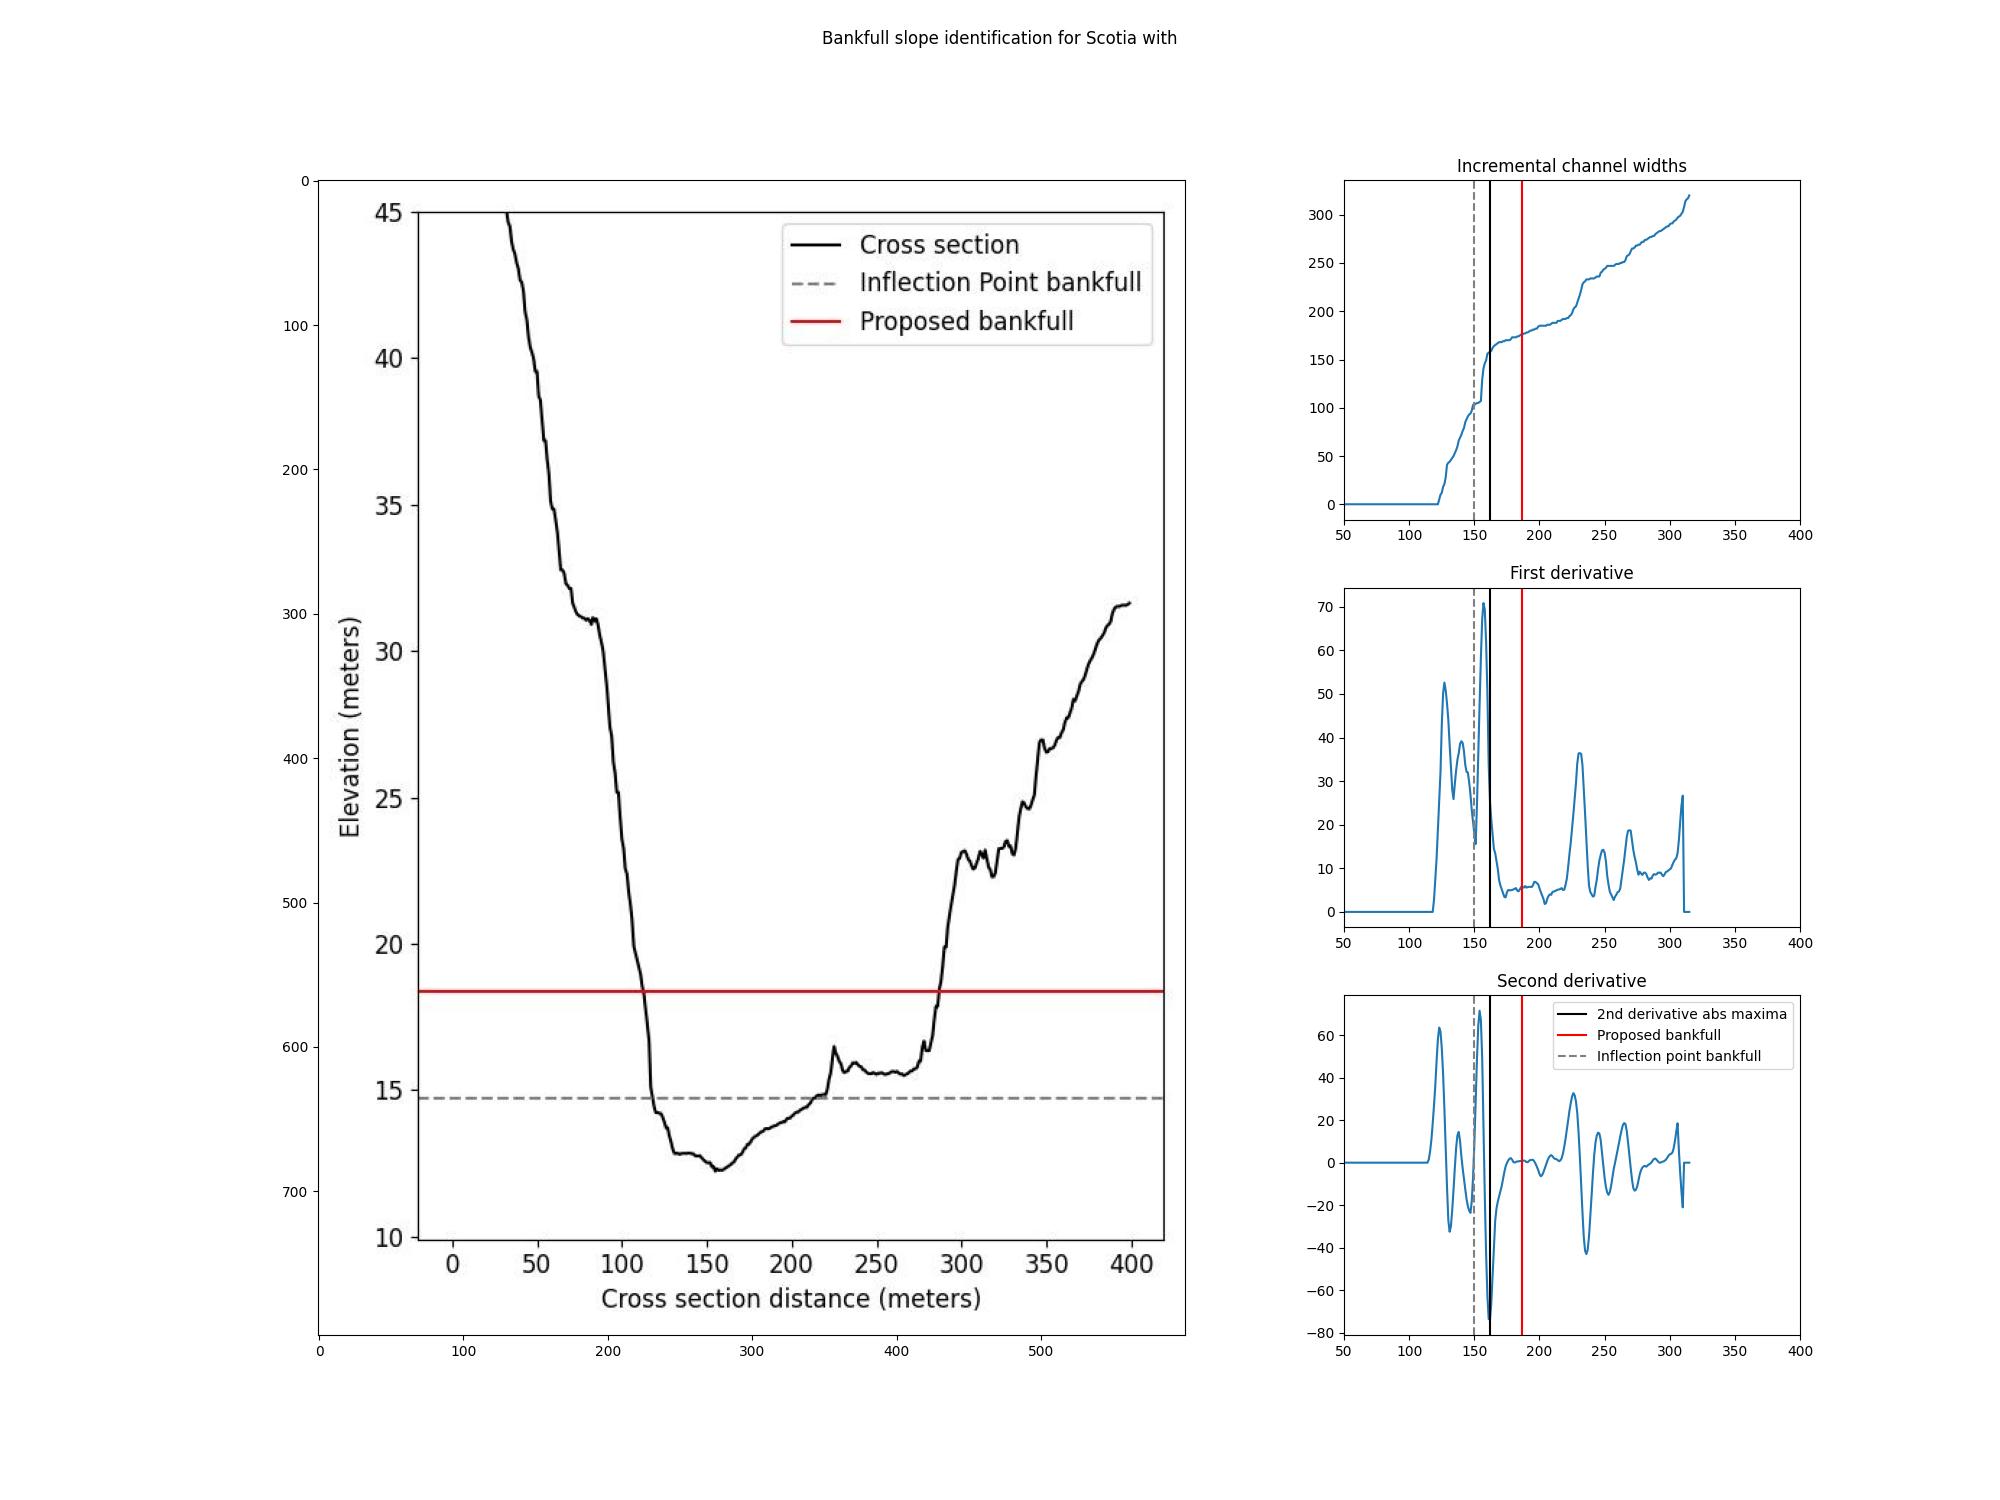 Bankfull slope identification for Scotia with
0
100
200
300
400
500
600
700
0 100 200 300 400 500
45
40
35
30
25
20
15
10
Elevation (meters)
Cross section
Inflection Point bankfull
Proposed bankfull
0 50 100 150 200 250 300 350 400
Cross section distance (meters)
Incremental channel widths
300
250
200
150
100
50
0
50 100 150 200 250 300 350 400
First derivative
70
60
50
40
30
20
10
0
50 100 150 200 250 300 350 400
Second derivative
2nd derivative abs maxima
Proposed bankfull
Inflection point bankfull
60
40
20
0
−20
−40
−60
−80
50 100 150 200 250 300 350 400